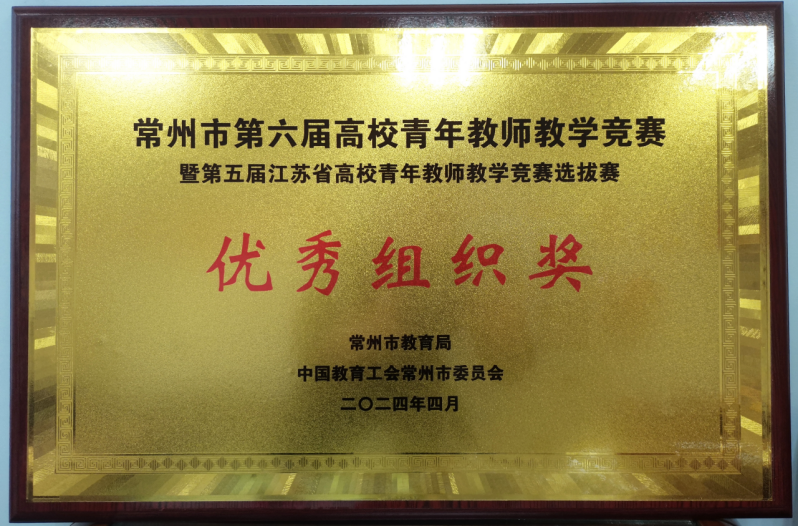 常州市第六届高校青年教师教学竞赛
暨第五届江苏省高校青年教师教学竞赛选拔赛
优秀组织奖
常州市教育局
中国教育工会常州市委员会
二〇二四年四月